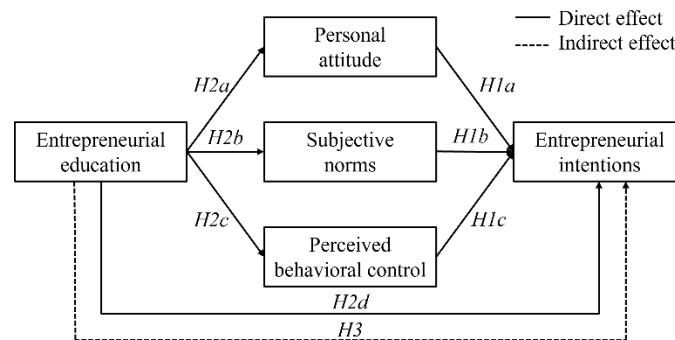 Direct effect
Indirect effect
Personal
attitude
H2a
H1a
Entrepreneurial
education
H2b
Subjective
norms
H1b
Entrepreneurial
intentions
H2c
H1c
Perceived
behavioral control
H2d
H3